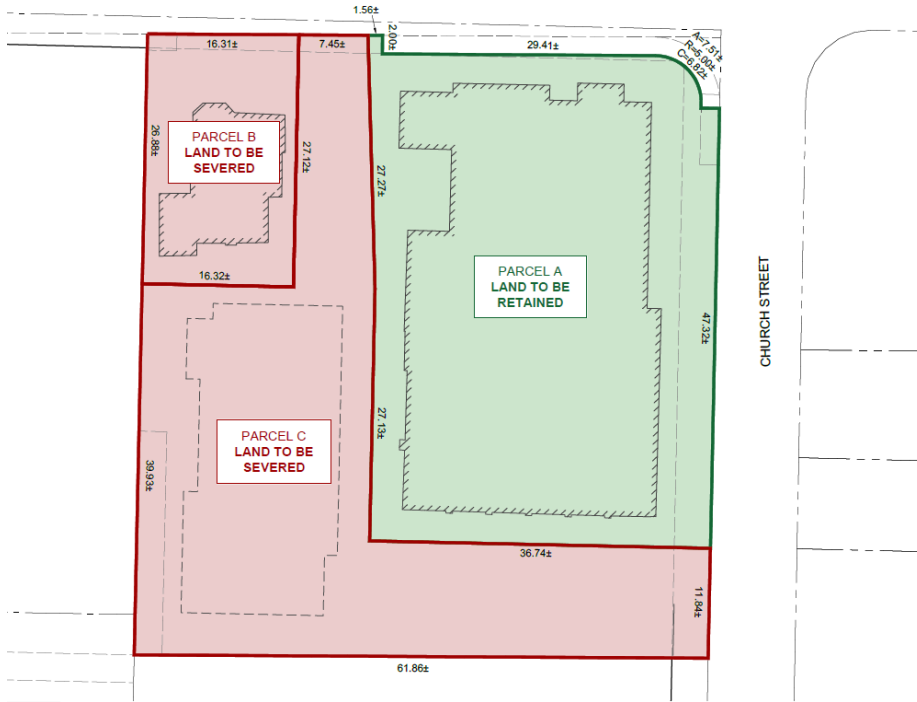 1.56±
16.31±
7.45±
2.00±
29.41±
A=7.51±
R=5.00±
C=6.82±
26.88±
PARCEL B
LAND TO BE
SEVERED
27.12±
27.27±
16.32±
PARCEL A
LAND TO BE
RETAINED
47.32±
CHURCH STREET
27.13±
PARCEL C
LAND TO BE
SEVERED
39.93±
36.74±
11.84±
61.86±